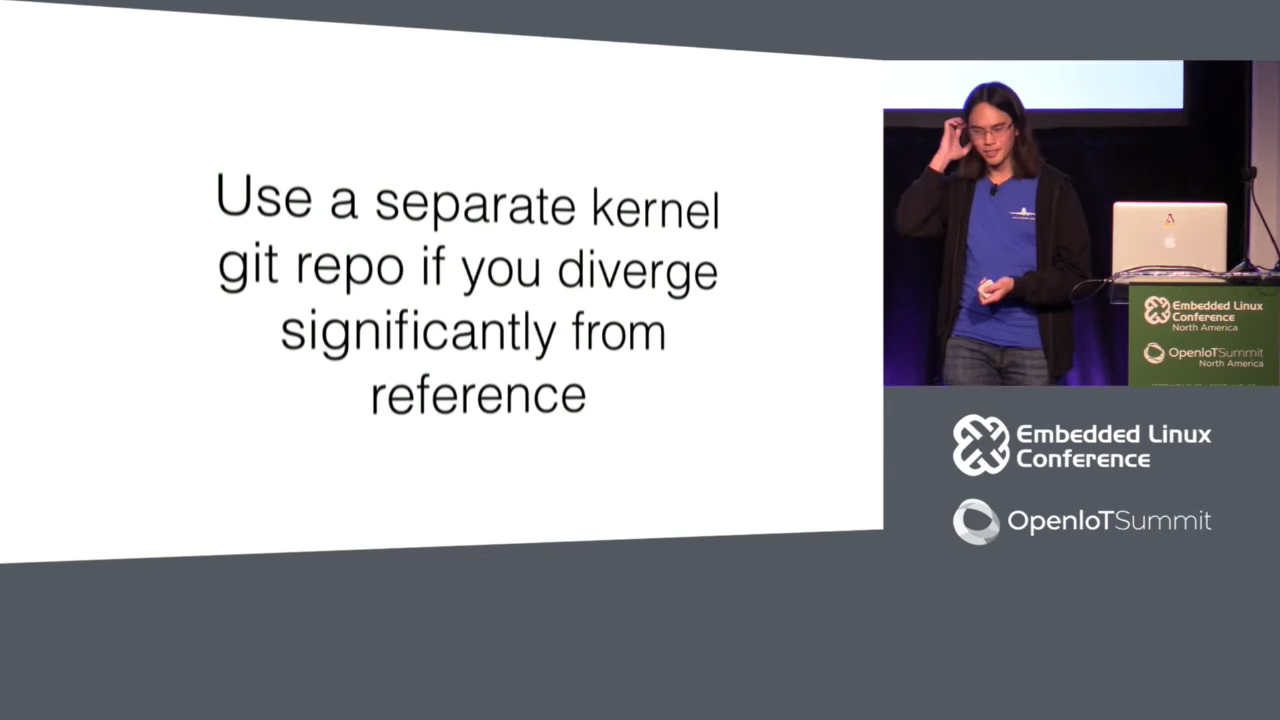 Use a separate kernel
git repo if you diverge
significantly from
reference
Embedded Linux
Conference
North America
OpenIoTSummit
North America
Embedded Linux
Conference
OpenIoTSummit